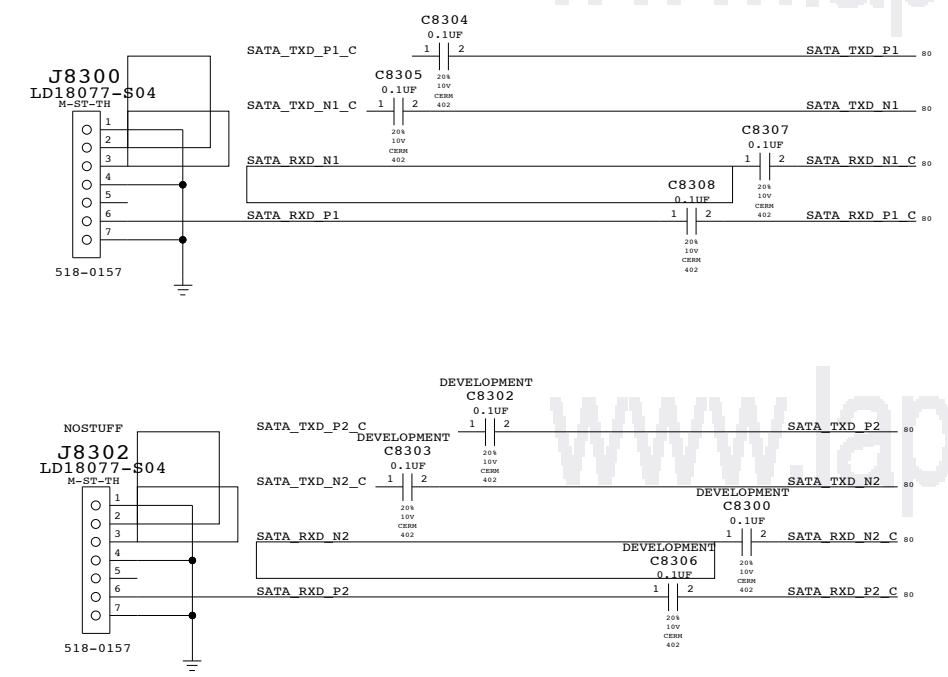 www.lap
C8304
0.1UF
SATA_TXD_P1_C 1 2 SATA_TXD_P1 80
20%
10V
CERM
402
J8300
LD18077-S04
M-ST-TH
C8305
0.1UF
SATA_TXD_N1_C 1 2 SATA_TXD_N1 80
20%
10V
CERM
402
1
2
3
4
5
6
7
518-0157
C8307
0.1UF
SATA_RXD_N1 1 2 SATA_RXD_N1_C 80
20%
10V
CERM
402
C8308
0.1UF
SATA_RXD_P1 1 2 SATA_RXD_P1_C 80
20%
10V
CERM
402
DEVELOPMENT
C8302
0.1UF
SATA_TXD_P2_C 1 2 SATA_TXD_P2 80
20%
10V
CERM
402
NOSTUFF
J8302
LD18077-S04
M-ST-TH
DEVELOPMENT
C8303
0.1UF
SATA_TXD_N2_C 1 2 SATA_TXD_N2 80
20%
10V
CERM
402
1
2
3
4
5
6
7
518-0157
DEVELOPMENT
C8300
0.1UF
SATA_RXD_N2 1 2 SATA_RXD_N2_C 80
20%
10V
CERM
402
DEVELOPMENT
C8306
0.1UF
SATA_RXD_P2 1 2 SATA_RXD_P2_C 80
20%
10V
CERM
402